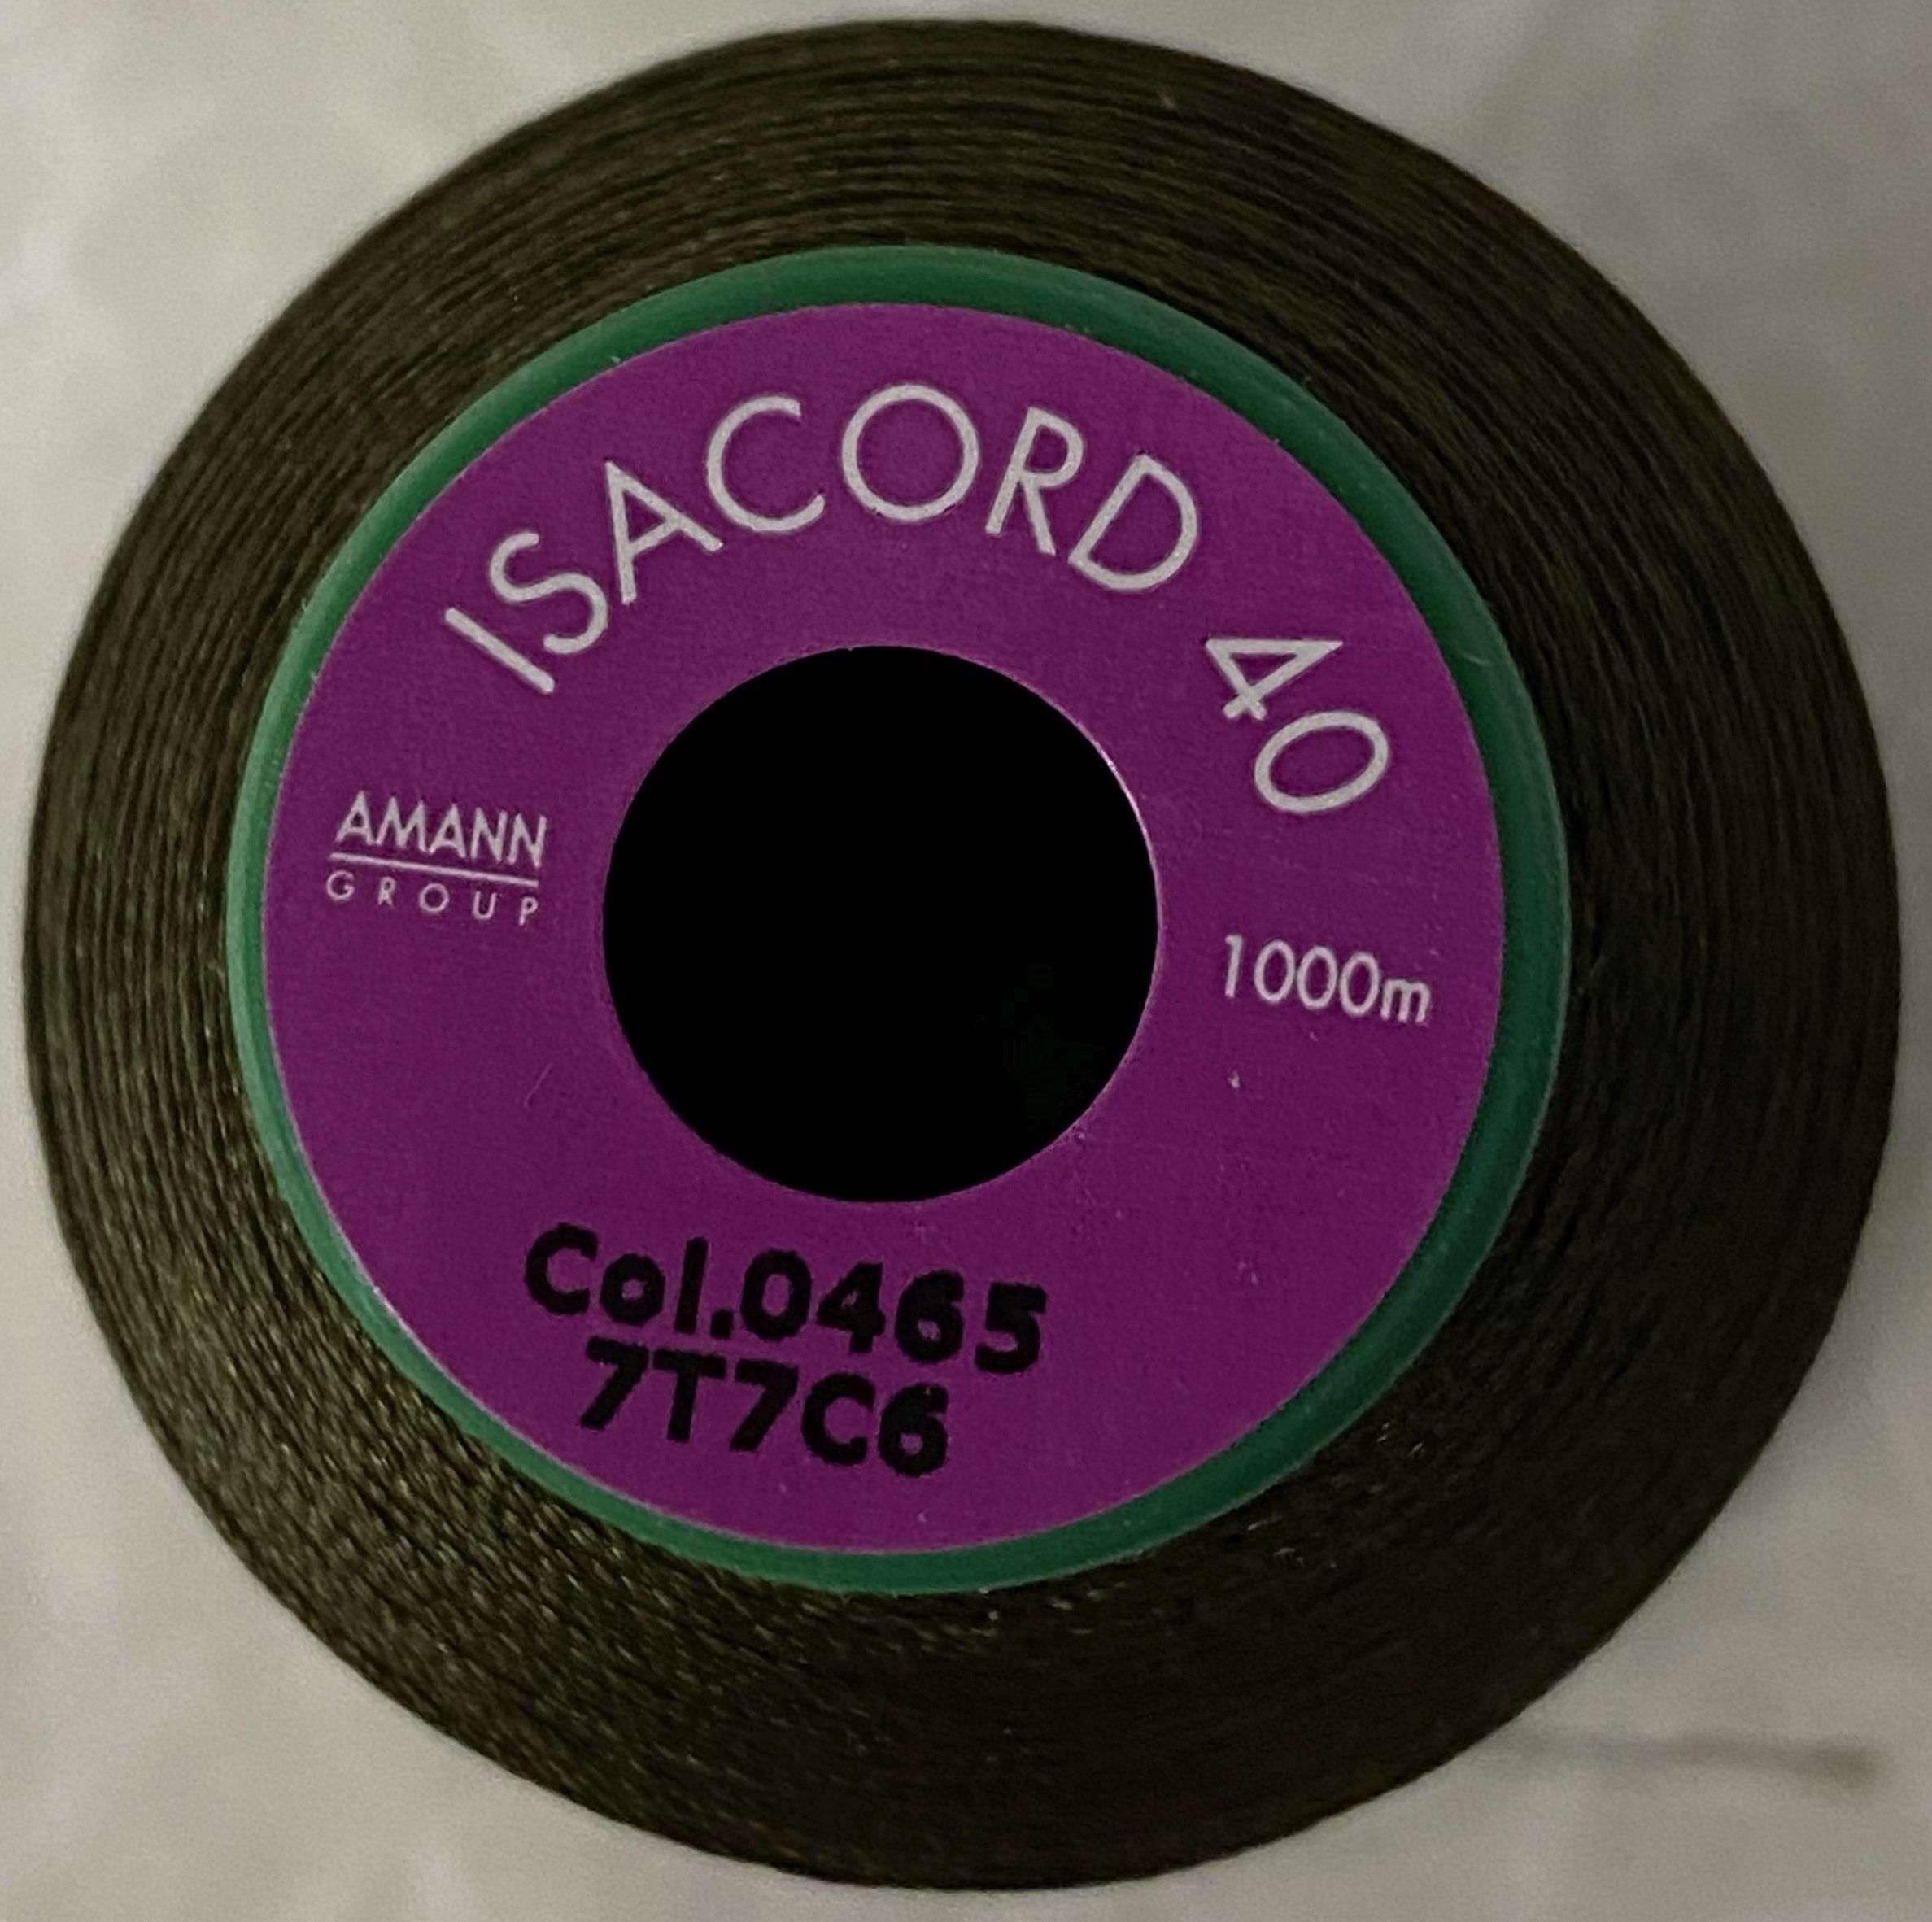 ISACORD 40
AMANN
GROUP
1000m
Col.0465
7T7C6